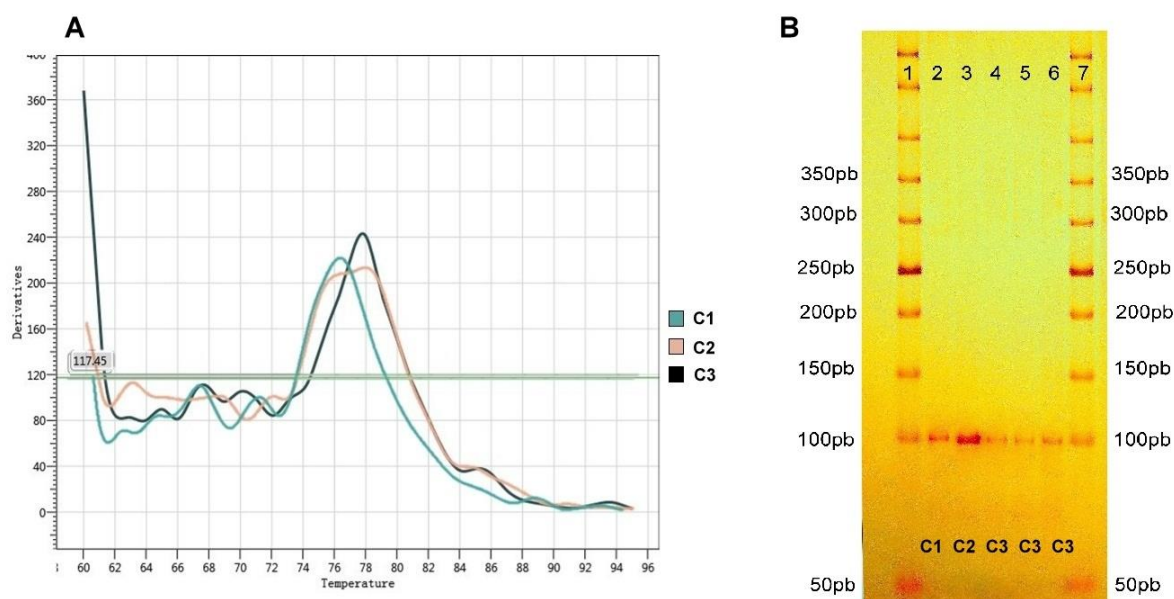 A
400
360
320
280
240
200
160
120
80
40
0
117.45
Derivatives
8 60 62 64 66 68 70 72 74 76 78 80 82 84 86 88 90 92 94 96
Temperature
C1
C2
C3
B
1 2 3 4 5 6 7
350pb 350pb
300pb 300pb
250pb 250pb
200pb 200pb
150pb 150pb
100pb 100pb
C1 C2 C3 C3 C3
50pb 50pb